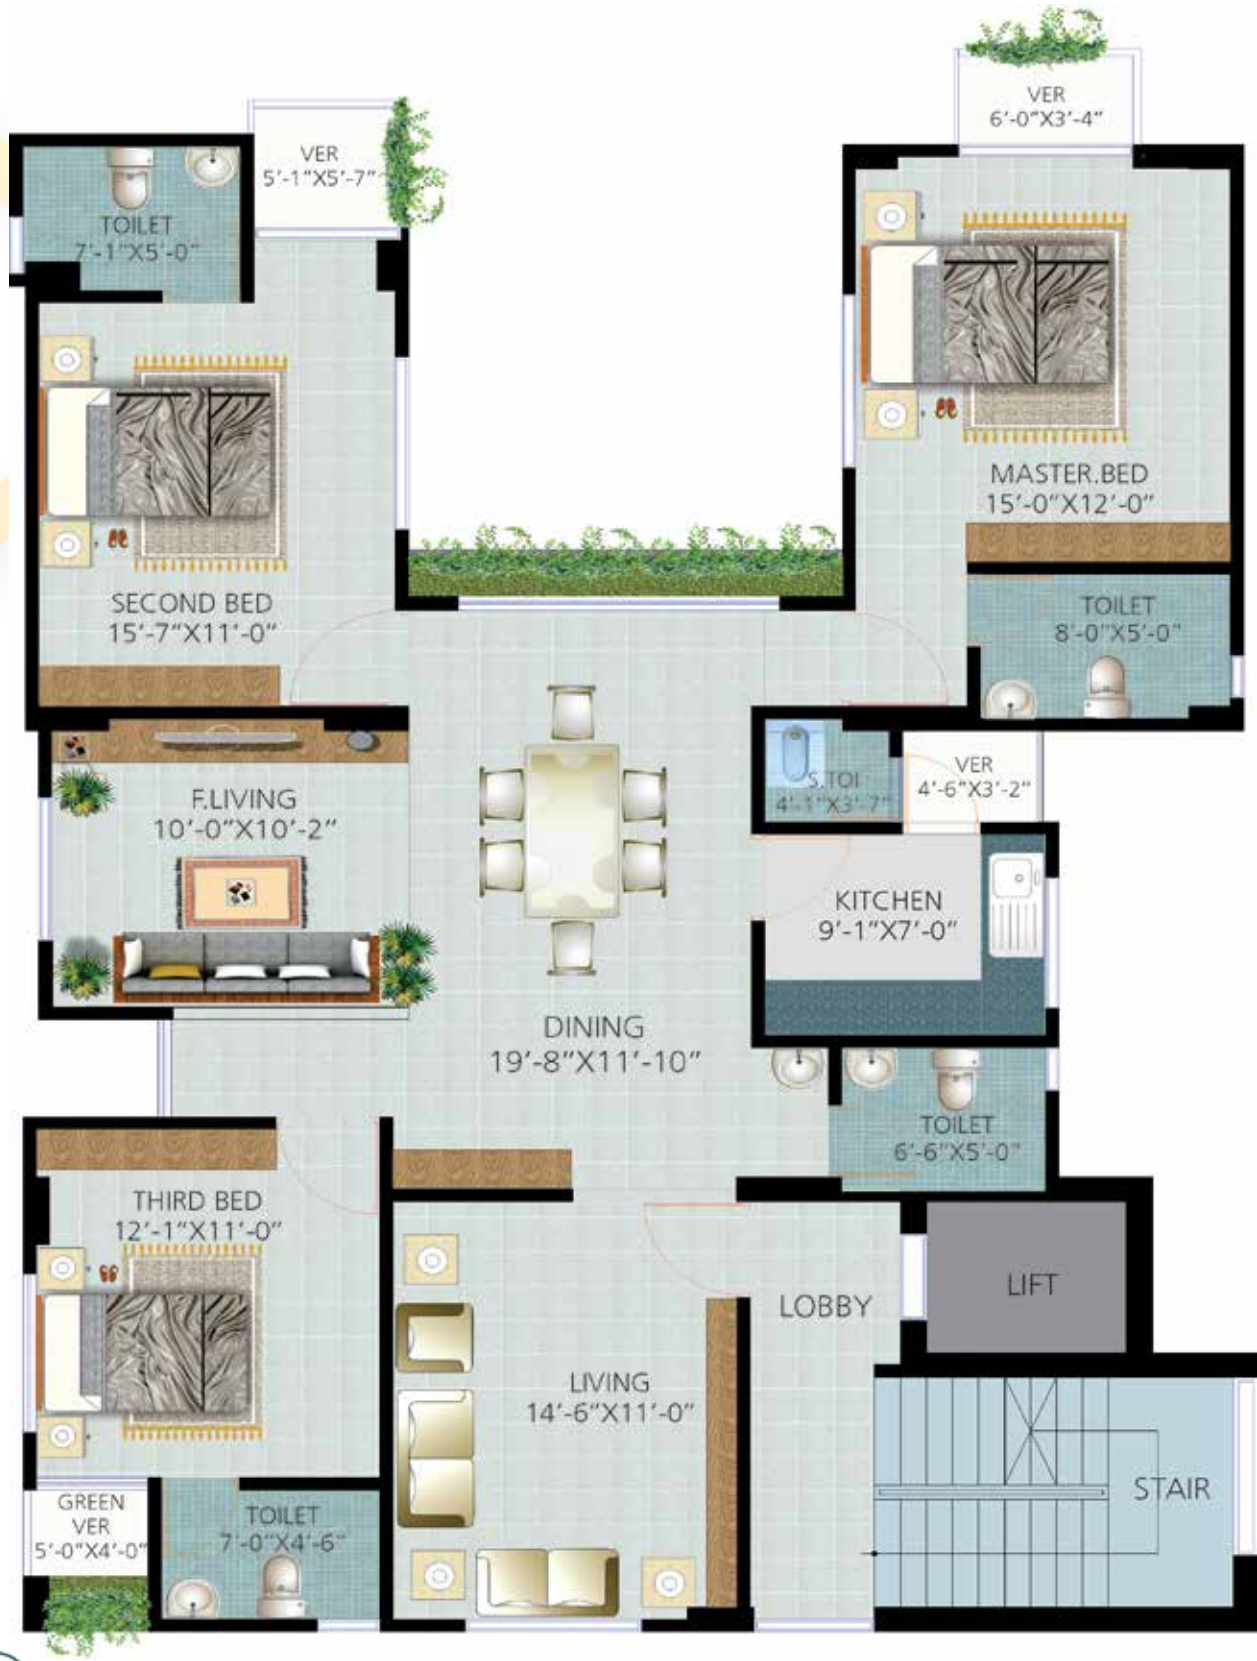 VER
6'-0"X3'-4"
VER
5'-1"X5'-7"
TOILET
7'-1"X5'-0"
MASTER.BED
15'-0"X12'-0"
SECOND BED
15'-7"X11'-0"
TOILET
8'-0"X5'-0"
F.LIVING
10'-0"X10'-2"
S.TOI
4'-1"X3'-7"
VER
4'-6"X3'-2"
KITCHEN
9'-1"X7'-0"
DINING
19'-8"X11'-10"
TOILET
6'-6"X5'-0"
THIRD BED
12'-1"X11'-0"
LOBBY
LIFT
LIVING
14'-6"X11'-0"
STAIR
GREEN
VER
5'-0"X4'-0"
TOILET
7'-0"X4'-6"